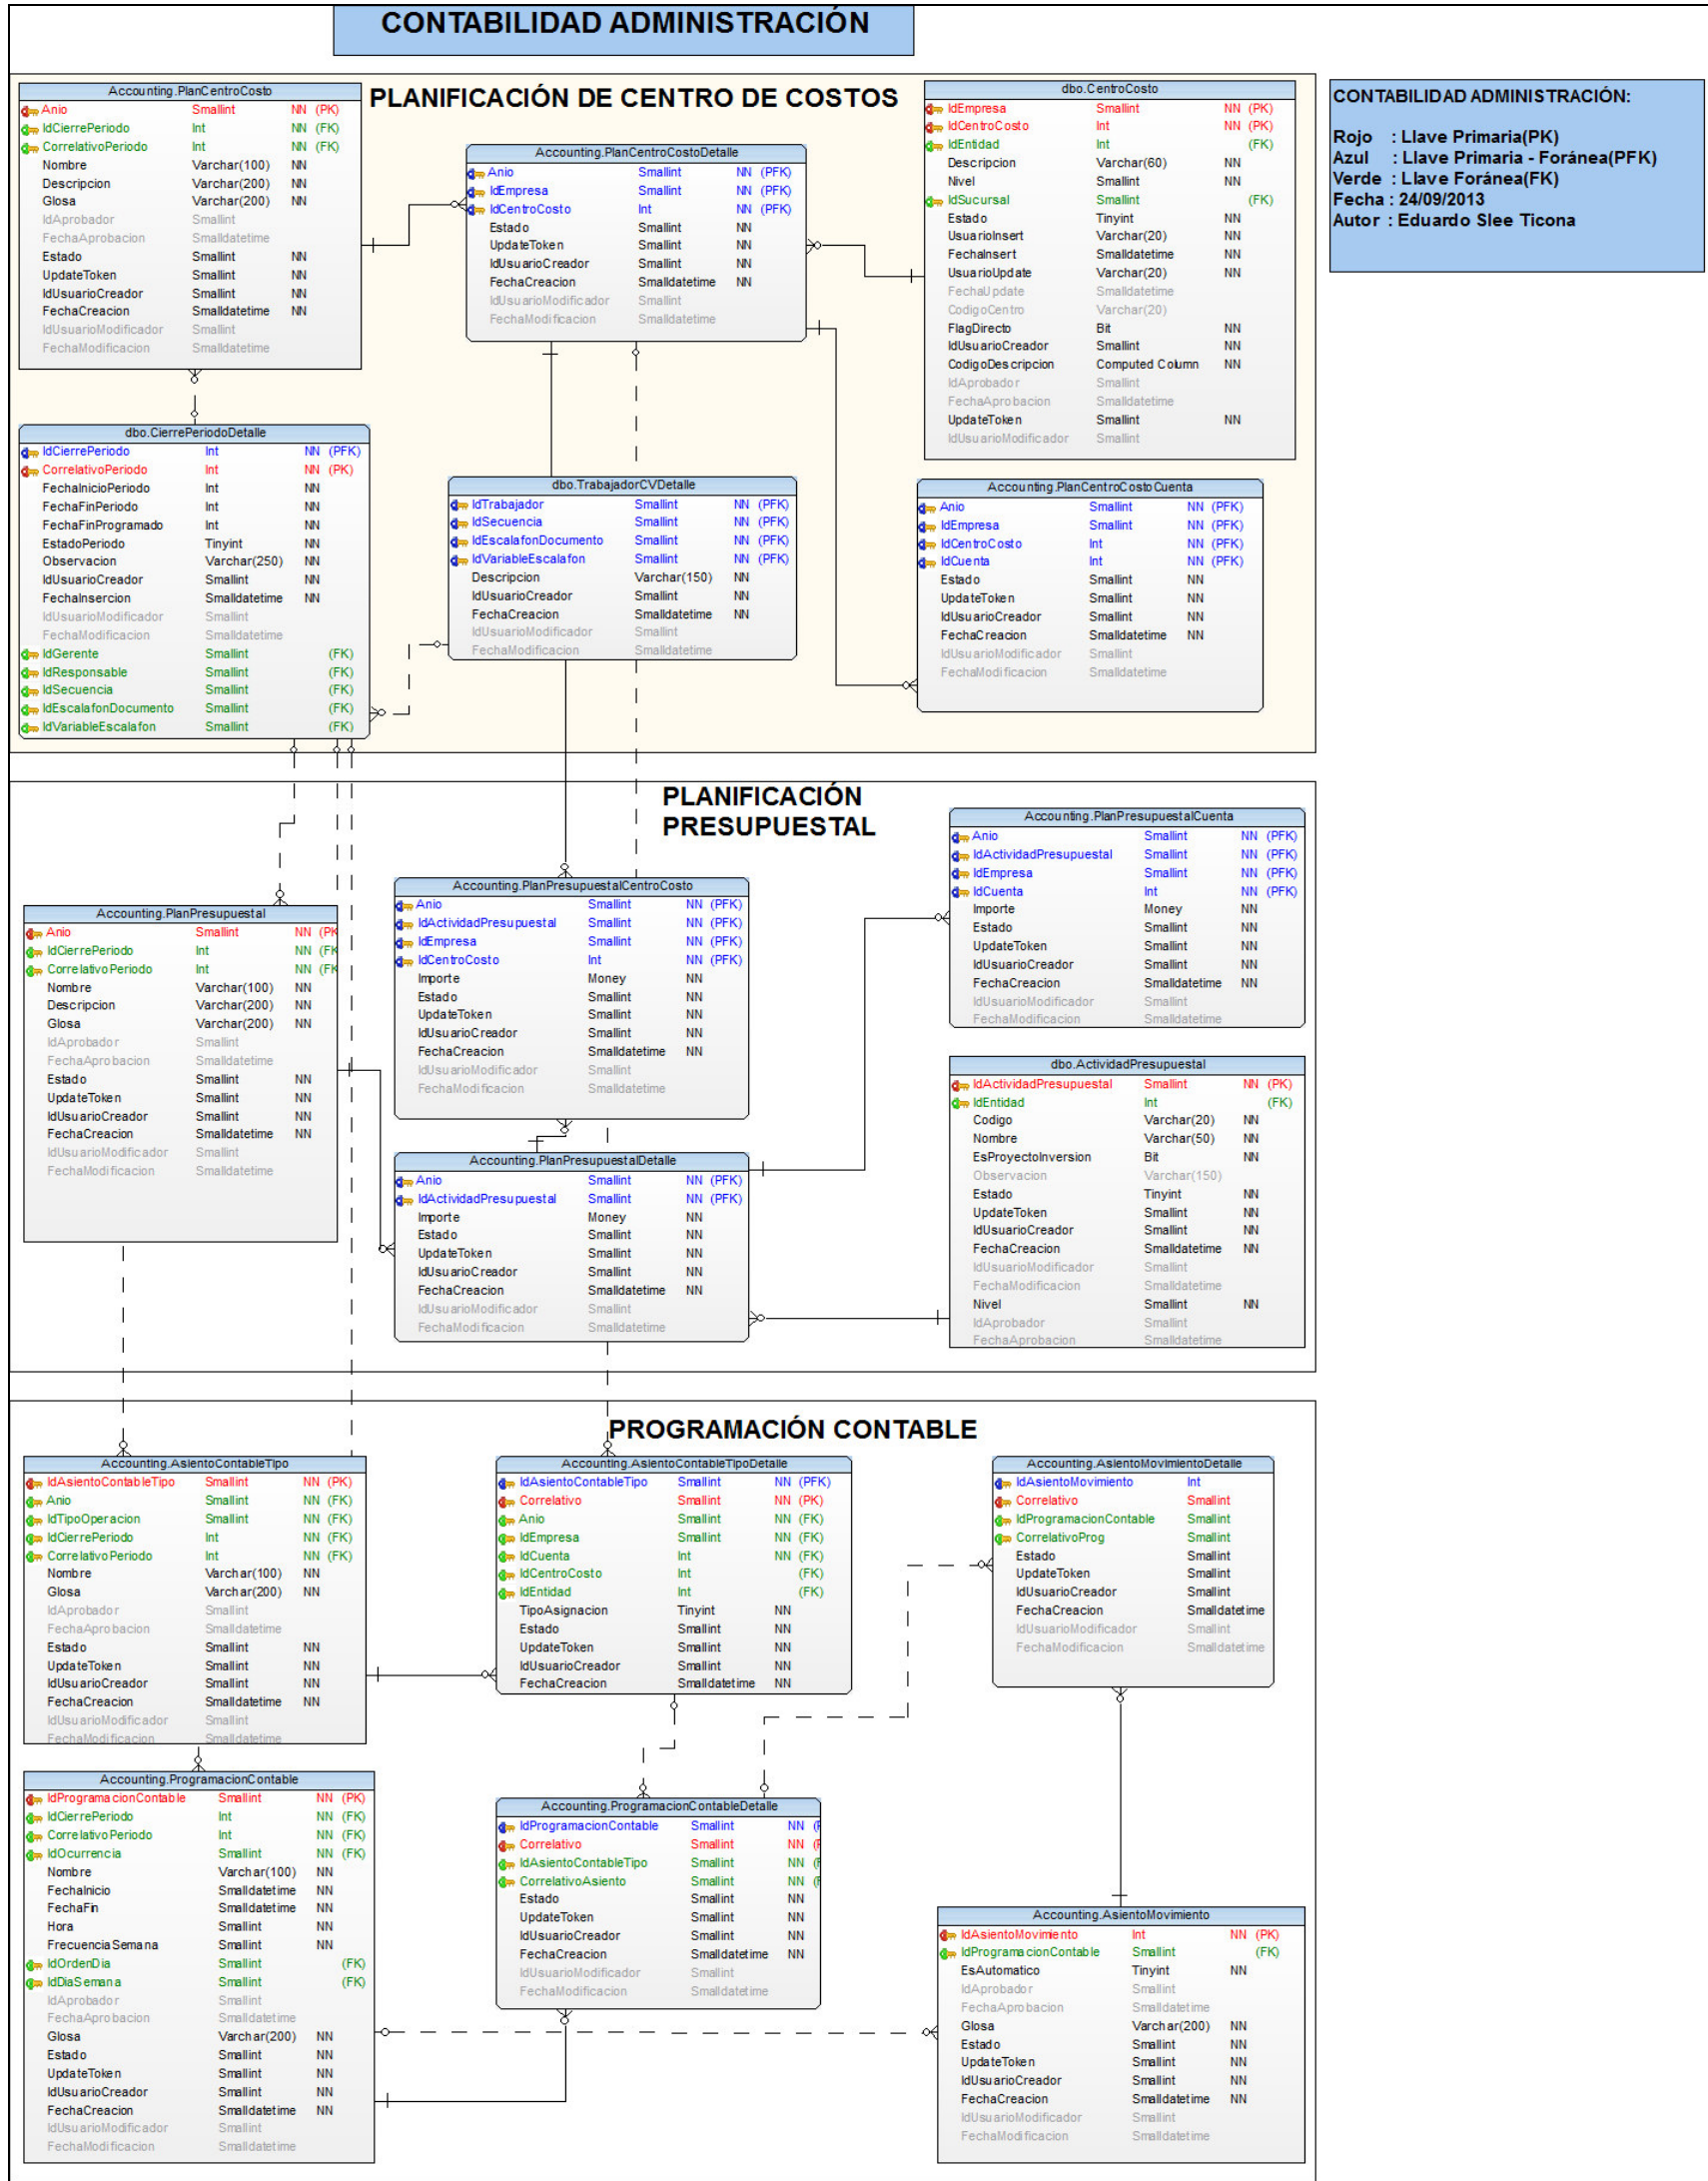 CONTABILIDAD ADMINISTRACIÓN
PLANIFICACIÓN DE CENTRO DE COSTOS
Accounting.PlanCentroCosto
Anio Smallint NN (PK)
IdCierrePeriodo Int NN (FK)
CorrelativoPeriodo Int NN (FK)
Nombre Varchar(100) NN
Descripcion Varchar(200) NN
Glosa Varchar(200) NN
IdAprobador Smallint
FechaAprobacion Smalldatetime
Estado Smallint NN
UpdateToken Smallint NN
IdUsuarioCreador Smallint NN
FechaCreacion Smalldatetime NN
IdUsuarioModificador Smallint
FechaModificacion Smalldatetime
Accounting.PlanCentroCostoDetalle
Anio Smallint NN (PFK)
IdEmpresa Smallint NN (PFK)
IdCentroCosto Int NN (PFK)
Estado Smallint NN
UpdateToken Smallint NN
IdUsuarioCreador Smallint NN
FechaCreacion Smalldatetime NN
IdUsuarioModificador Smallint
FechaModificacion Smalldatetime
dbo.CentroCosto
IdEmpresa Smallint NN (PK)
IdCentroCosto Int NN (PK)
IdEntidad Int (FK)
Descripcion Varchar(60) NN
Nivel Smallint NN
IdSucursal Smallint (FK)
Estado Tinyint NN
UsuarioInsert Varchar(20) NN
FechaInsert Smalldatetime NN
UsuarioUpdate Varchar(20) NN
FechaUpdate Smalldatetime
CodigoCentro Varchar(20)
FlagDirecto Bit NN
IdUsuarioCreador Smallint NN
CodigoDescripcion Computed Column NN
IdAprobador Smallint
FechaAprobacion Smalldatetime
UpdateToken Smallint NN
IdUsuarioModificador Smallint
CONTABILIDAD ADMINISTRACIÓN:
Rojo : Llave Primaria(PK)
Azul : Llave Primaria - Foránea(PFK)
Verde : Llave Foránea(FK)
Fecha : 24/09/2013
Autor : Eduardo Slee Ticona
dbo.CierrePeriodoDetalle
IdCierrePeriodo Int NN (PFK)
CorrelativoPeriodo Int NN (PK)
FechaInicioPeriodo Int NN
FechaFinPeriodo Int NN
FechaFinProgramado Int NN
EstadoPeriodo Tinyint NN
Observacion Varchar(250) NN
IdUsuarioCreador Smallint NN
FechaInsercion Smalldatetime NN
IdUsuarioModificador Smallint
FechaModificacion Smalldatetime
IdGerente Smallint (FK)
IdResponsable Smallint (FK)
IdSecuencia Smallint (FK)
IdEscalafonDocumento Smallint (FK)
IdVariableEscalafon Smallint (FK)
dbo.TrabajadorCVDetalle
IdTrabajador Smallint NN (PFK)
IdSecuencia Smallint NN (PFK)
IdEscalafonDocumento Smallint NN (PFK)
IdVariableEscalafon Smallint NN (PFK)
Descripcion Varchar(150) NN
IdUsuarioCreador Smallint NN
FechaCreacion Smalldatetime NN
IdUsuarioModificador Smallint
FechaModificacion Smalldatetime
Accounting.PlanCentroCostoCuenta
Anio Smallint NN (PFK)
IdEmpresa Smallint NN (PFK)
IdCentroCosto Int NN (PFK)
IdCuenta Int NN (PFK)
Estado Smallint NN
UpdateToken Smallint NN
IdUsuarioCreador Smallint NN
FechaCreacion Smalldatetime NN
IdUsuarioModificador Smallint
FechaModificacion Smalldatetime
PLANIFICACIÓN
PRESUPUESTAL
Accounting.PlanPresupuestal
Anio Smallint NN (PK
IdCierrePeriodo Int NN (FK
CorrelativoPeriodo Int NN (FK
Nombre Varchar(100) NN
Descripcion Varchar(200) NN
Glosa Varchar(200) NN
IdAprobador Smallint
FechaAprobacion Smalldatetime
Estado Smallint NN
UpdateToken Smallint NN
IdUsuarioCreador Smallint NN
FechaCreacion Smalldatetime NN
IdUsuarioModificador Smallint
FechaModificacion Smalldatetime
Accounting.PlanPresupuestalCentroCosto
Anio Smallint NN (PFK)
IdActividadPresupuestal Smallint NN (PFK)
IdEmpresa Smallint NN (PFK)
IdCentroCosto Int NN (PFK)
Importe Money NN
Estado Smallint NN
UpdateToken Smallint NN
IdUsuarioCreador Smallint NN
FechaCreacion Smalldatetime NN
IdUsuarioModificador Smallint
FechaModificacion Smalldatetime
Accounting.PlanPresupuestalCuenta
Anio Smallint NN (PFK)
IdActividadPresupuestal Smallint NN (PFK)
IdEmpresa Smallint NN (PFK)
IdCuenta Int NN (PFK)
Importe Money NN
Estado Smallint NN
UpdateToken Smallint NN
IdUsuarioCreador Smallint NN
FechaCreacion Smalldatetime NN
IdUsuarioModificador Smallint
FechaModificacion Smalldatetime
Accounting.PlanPresupuestalDetalle
Anio Smallint NN (PFK)
IdActividadPresupuestal Smallint NN (PFK)
Importe Money NN
Estado Smallint NN
UpdateToken Smallint NN
IdUsuarioCreador Smallint NN
FechaCreacion Smalldatetime NN
IdUsuarioModificador Smallint
FechaModificacion Smalldatetime
dbo.ActividadPresupuestal
IdActividadPresupuestal Smallint NN (PK)
IdEntidad Int (FK)
Codigo Varchar(20) NN
Nombre Varchar(50) NN
EsProyectoInversion Bit NN
Observacion Varchar(150)
Estado Tinyint NN
UpdateToken Smallint NN
IdUsuarioCreador Smallint NN
FechaCreacion Smalldatetime NN
IdUsuarioModificador Smallint
FechaModificacion Smalldatetime
Nivel Smallint NN
IdAprobador Smallint
FechaAprobacion Smalldatetime
PROGRAMACIÓN CONTABLE
Accounting.AsientoContableTipo
IdAsientoContableTipo Smallint NN (PK)
Anio Smallint NN (FK)
IdTipoOperacion Smallint NN (FK)
IdCierrePeriodo Int NN (FK)
CorrelativoPeriodo Int NN (FK)
Nombre Varchar(100) NN
Glosa Varchar(200) NN
IdAprobador Smallint
FechaAprobacion Smalldatetime
Estado Smallint NN
UpdateToken Smallint NN
IdUsuarioCreador Smallint NN
FechaCreacion Smalldatetime NN
IdUsuarioModificador Smallint
FechaModificacion Smalldatetime
Accounting.AsientoContableTipoDetalle
IdAsientoContableTipo Smallint NN (PFK)
Correlativo Smallint NN (PK)
Anio Smallint NN (FK)
IdEmpresa Smallint NN (FK)
IdCuenta Int NN (FK)
IdCentroCosto Int (FK)
IdEntidad Int (FK)
TipoAsignacion Tinyint NN
Estado Smallint NN
UpdateToken Smallint NN
IdUsuarioCreador Smallint NN
FechaCreacion Smalldatetime NN
Accounting.AsientoMovimientoDetalle
IdAsientoMovimiento Int
Correlativo Smallint
IdProgramacionContable Smallint
CorrelativoProg Smallint
Estado Smallint
UpdateToken Smallint
IdUsuarioCreador Smallint
FechaCreacion Smalldatetime
IdUsuarioModificador Smallint
FechaModificacion Smalldatetime
Accounting.ProgramacionContable
IdProgramacionContable Smallint NN (PK)
IdCierrePeriodo Int NN (FK)
CorrelativoPeriodo Int NN (FK)
IdOcurrencia Smallint NN (FK)
Nombre Varchar(100) NN
FechaInicio Smalldatetime NN
FechaFin Smalldatetime NN
Hora Smallint NN
FrecuenciaSemana Smallint NN
IdOrdenDia Smallint (FK)
IdDiaSemana Smallint (FK)
IdAprobador Smallint
FechaAprobacion Smalldatetime
Glosa Varchar(200) NN
Estado Smallint NN
UpdateToken Smallint NN
IdUsuarioCreador Smallint NN
FechaCreacion Smalldatetime NN
IdUsuarioModificador Smallint
FechaModificacion Smalldatetime
Accounting.ProgramacionContableDetalle
IdProgramacionContable Smallint NN (
Correlativo Smallint NN (
IdAsientoContableTipo Smallint NN (
CorrelativoAsiento Smallint NN (
Estado Smallint NN
UpdateToken Smallint NN
IdUsuarioCreador Smallint NN
FechaCreacion Smalldatetime NN
IdUsuarioModificador Smallint
FechaModificacion Smalldatetime
Accounting.AsientoMovimiento
IdAsientoMovimiento Int NN (PK)
IdProgramacionContable Smallint (FK)
EsAutomatico Tinyint NN
IdAprobador Smallint
FechaAprobacion Smalldatetime
Glosa Varchar(200) NN
Estado Smallint NN
UpdateToken Smallint NN
IdUsuarioCreador Smallint NN
FechaCreacion Smalldatetime NN
IdUsuarioModificador Smallint
FechaModificacion Smalldatetime